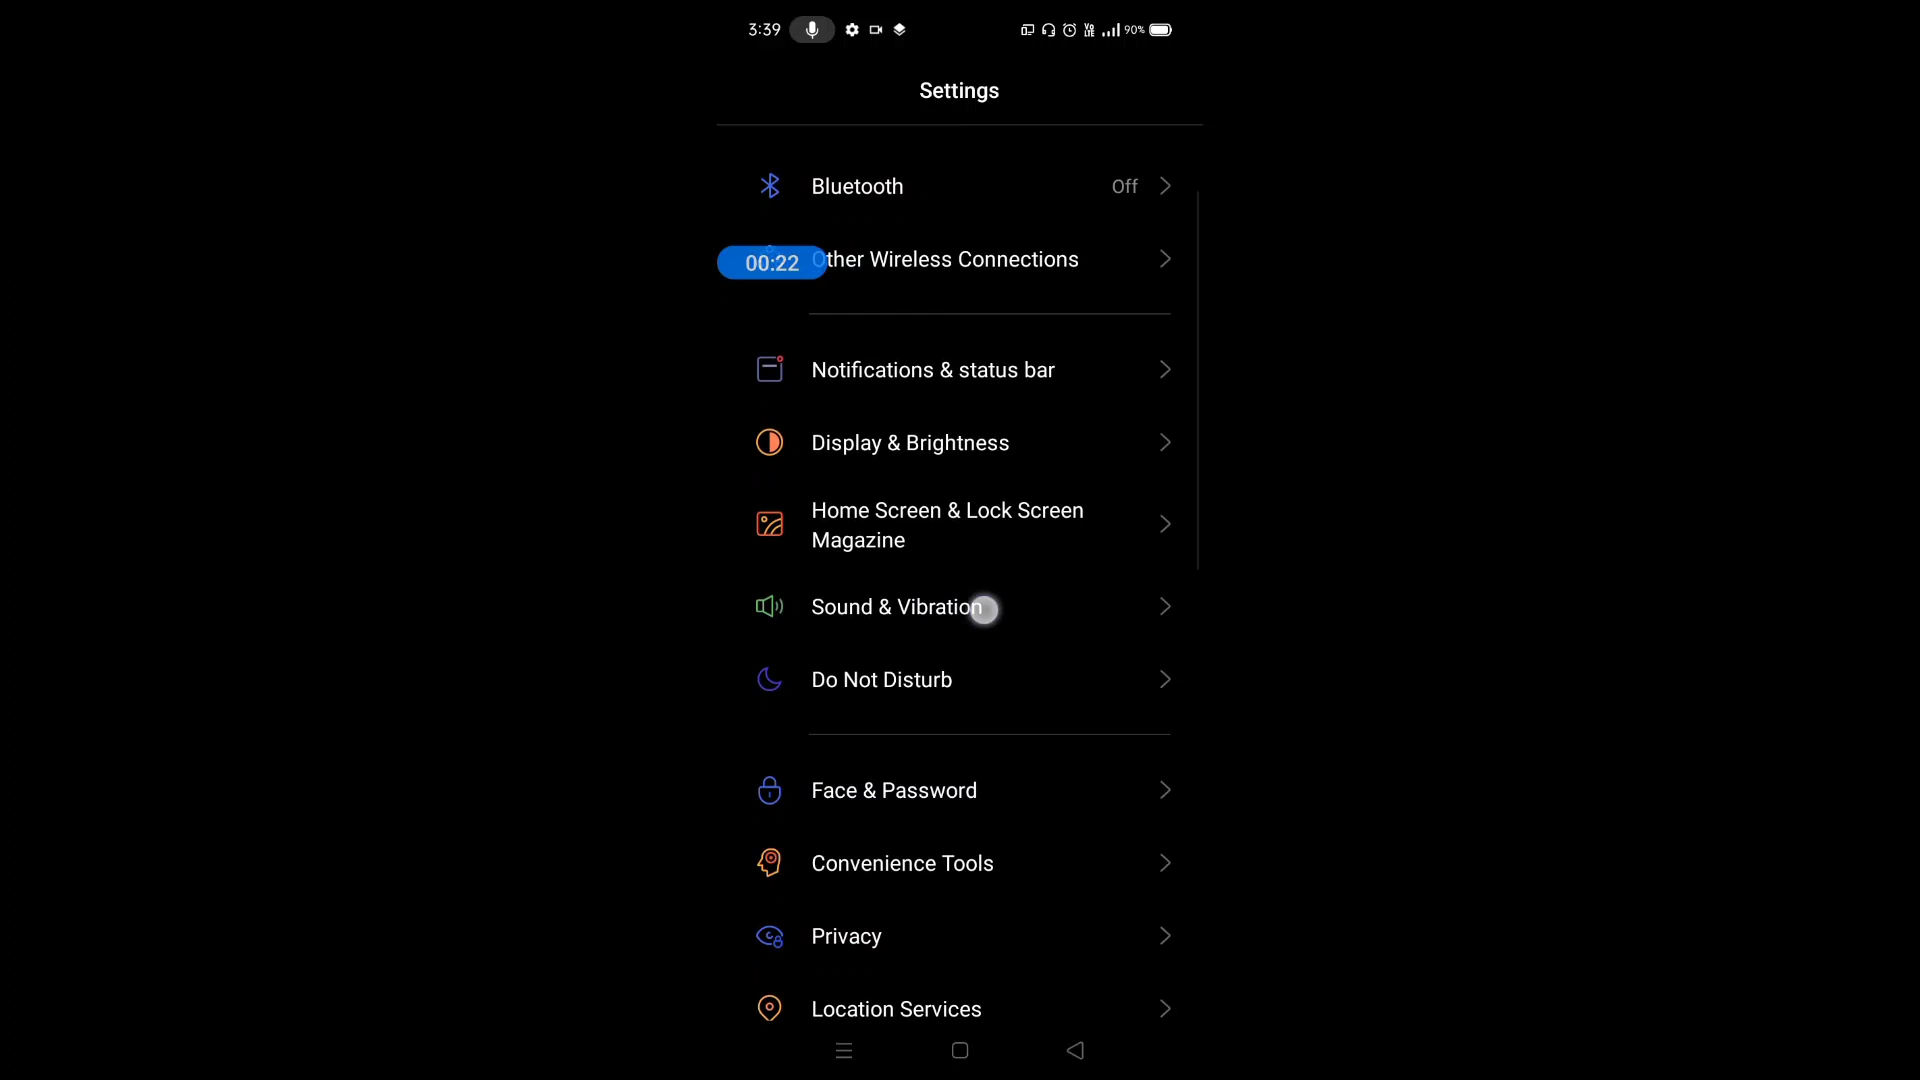 3:39 90%
Settings
Bluetooth Off
00:22 Other Wireless Connections
Notifications & status bar
Display & Brightness
Home Screen & Lock Screen
Magazine
Sound & Vibration
Do Not Disturb
Face & Password
Convenience Tools
Privacy
Location Services